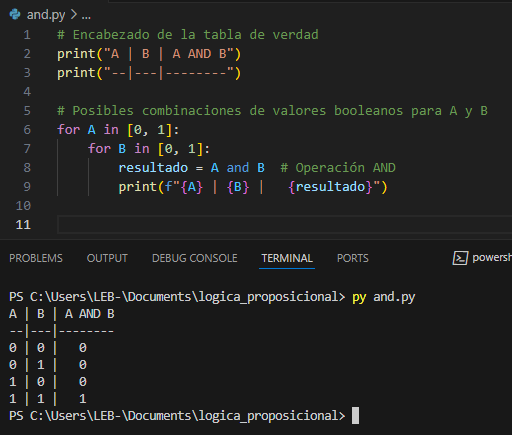 and.py > ...
1 # Encabezado de la tabla de verdad
2 print("A | B | A AND B")
3 print("--|---|--------")
4
5 # Posibles combinaciones de valores booleanos para A y B
6 for A in [0, 1]:
7     for B in [0, 1]:
8         resultado = A and B  # Operación AND
9         print(f"{A} | {B} |   {resultado}")
10
11
PROBLEMS OUTPUT DEBUG CONSOLE TERMINAL PORTS powersh
PS C:\Users\LEB-\Documents\logica_proposicional> py and.py
A | B | A AND B
--|---|--------
0 | 0 |   0
0 | 1 |   0
1 | 0 |   0
1 | 1 |   1
PS C:\Users\LEB-\Documents\logica_proposicional>